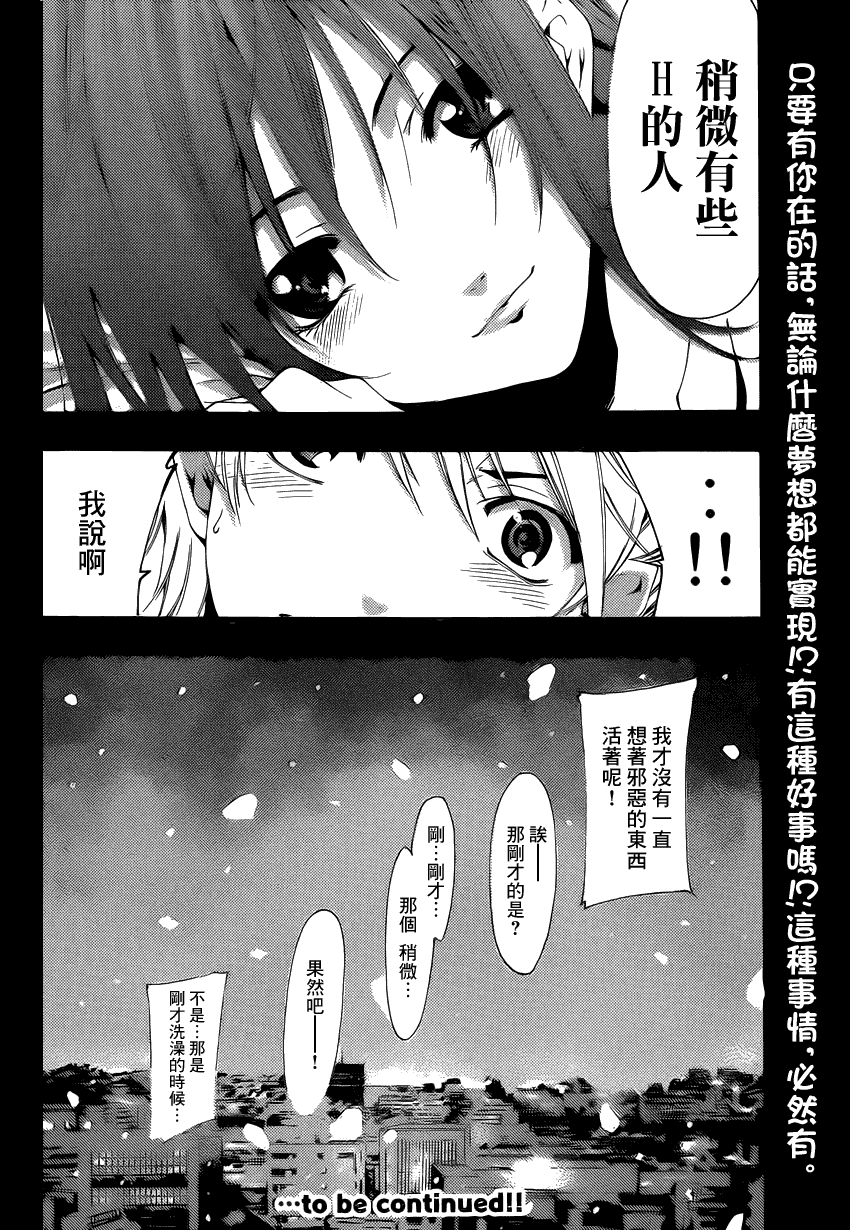 只要有你在的話，無論什麼夢想都能實現!?有這種好事嗎!?這種事情，必然有。
稍微有些
H的人
：!!
我說啊
我才沒有一直
想著邪惡的東西
活著呢！
誒——
那剛才的是？
剛…剛才…
那個 稍微…
果然吧——！
不是…那是
剛才洗澡的時候…
…to be continued!!